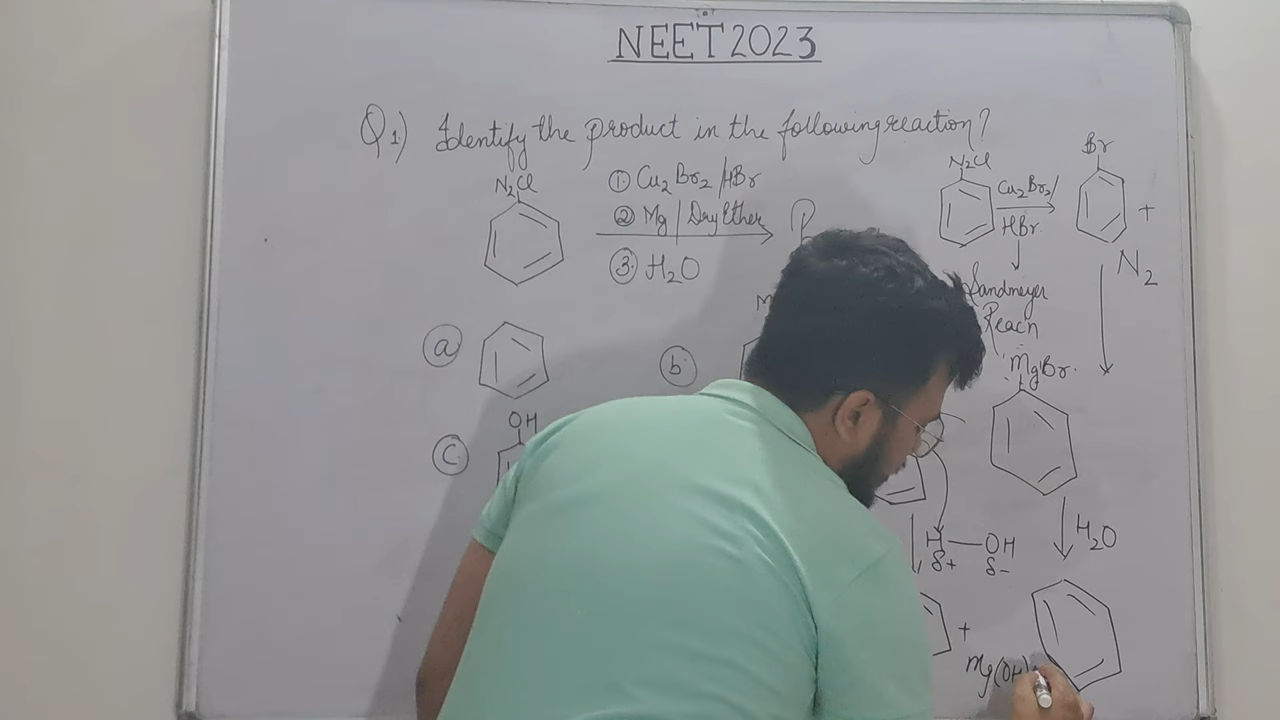 NEET 2023
Q1) Identify the product in the following reaction?
N2Cl
① Cu2Br2/HBr
② Mg/Dry Ether
③ H2O
a
b
c
OH
N2Cl
Cu2Br2/
HBr
Br
+
N2
Sandmeyer
Reacn
MgBr
H—OH
δ+ δ-
H2O
+
Mg(OH)